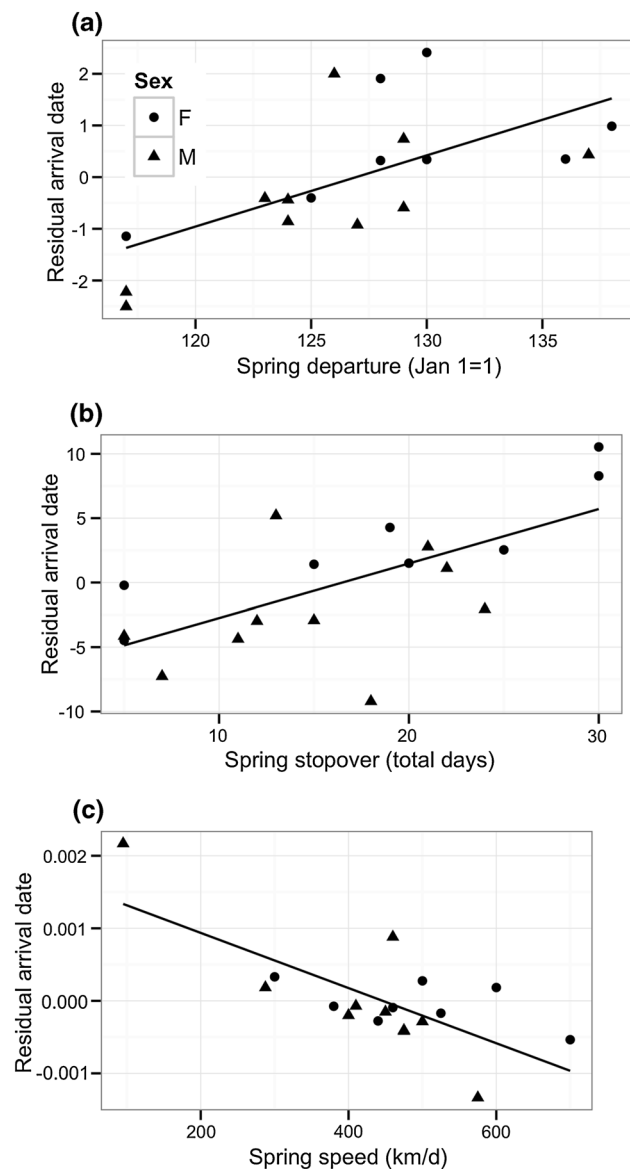 (a)
Residual arrival date
2
1
0
-1
-2
Sex
F
M
120
125
130
135
Spring departure (Jan 1=1)
(b)
Residual arrival date
10
5
0
-5
-10
10
20
30
Spring stopover (total days)
(c)
Residual arrival date
0.002
0.001
0.000
-0.001
200
400
600
Spring speed (km/d)